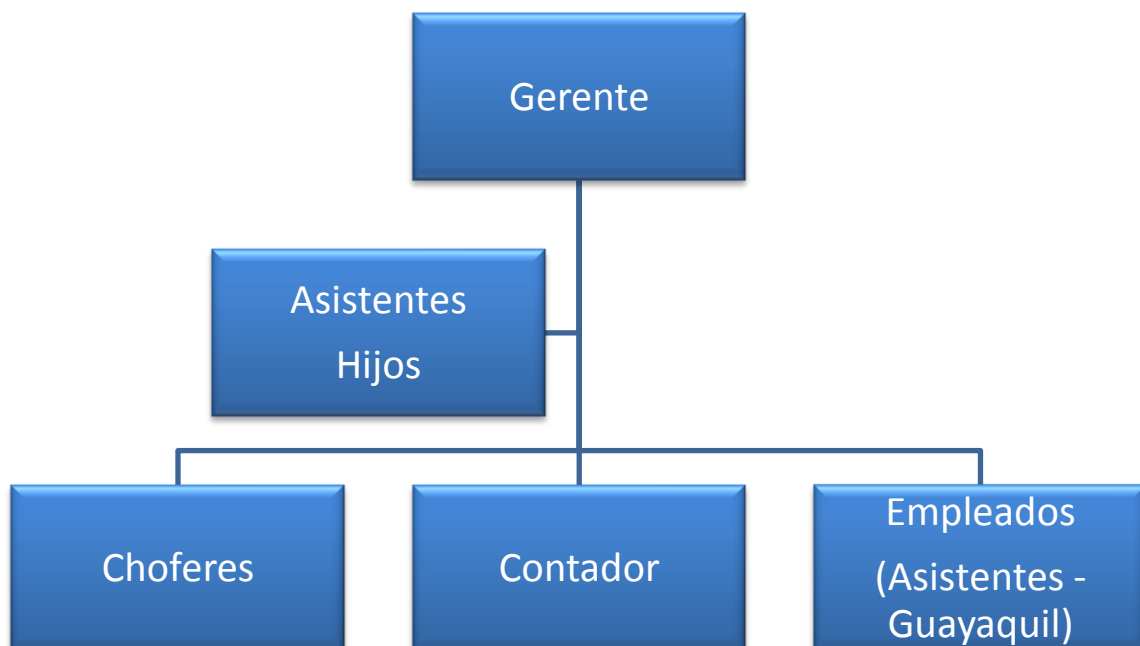 Gerente
Asistentes
Hijos
Choferes
Contador
Empleados
(Asistentes -
Guayaquil)